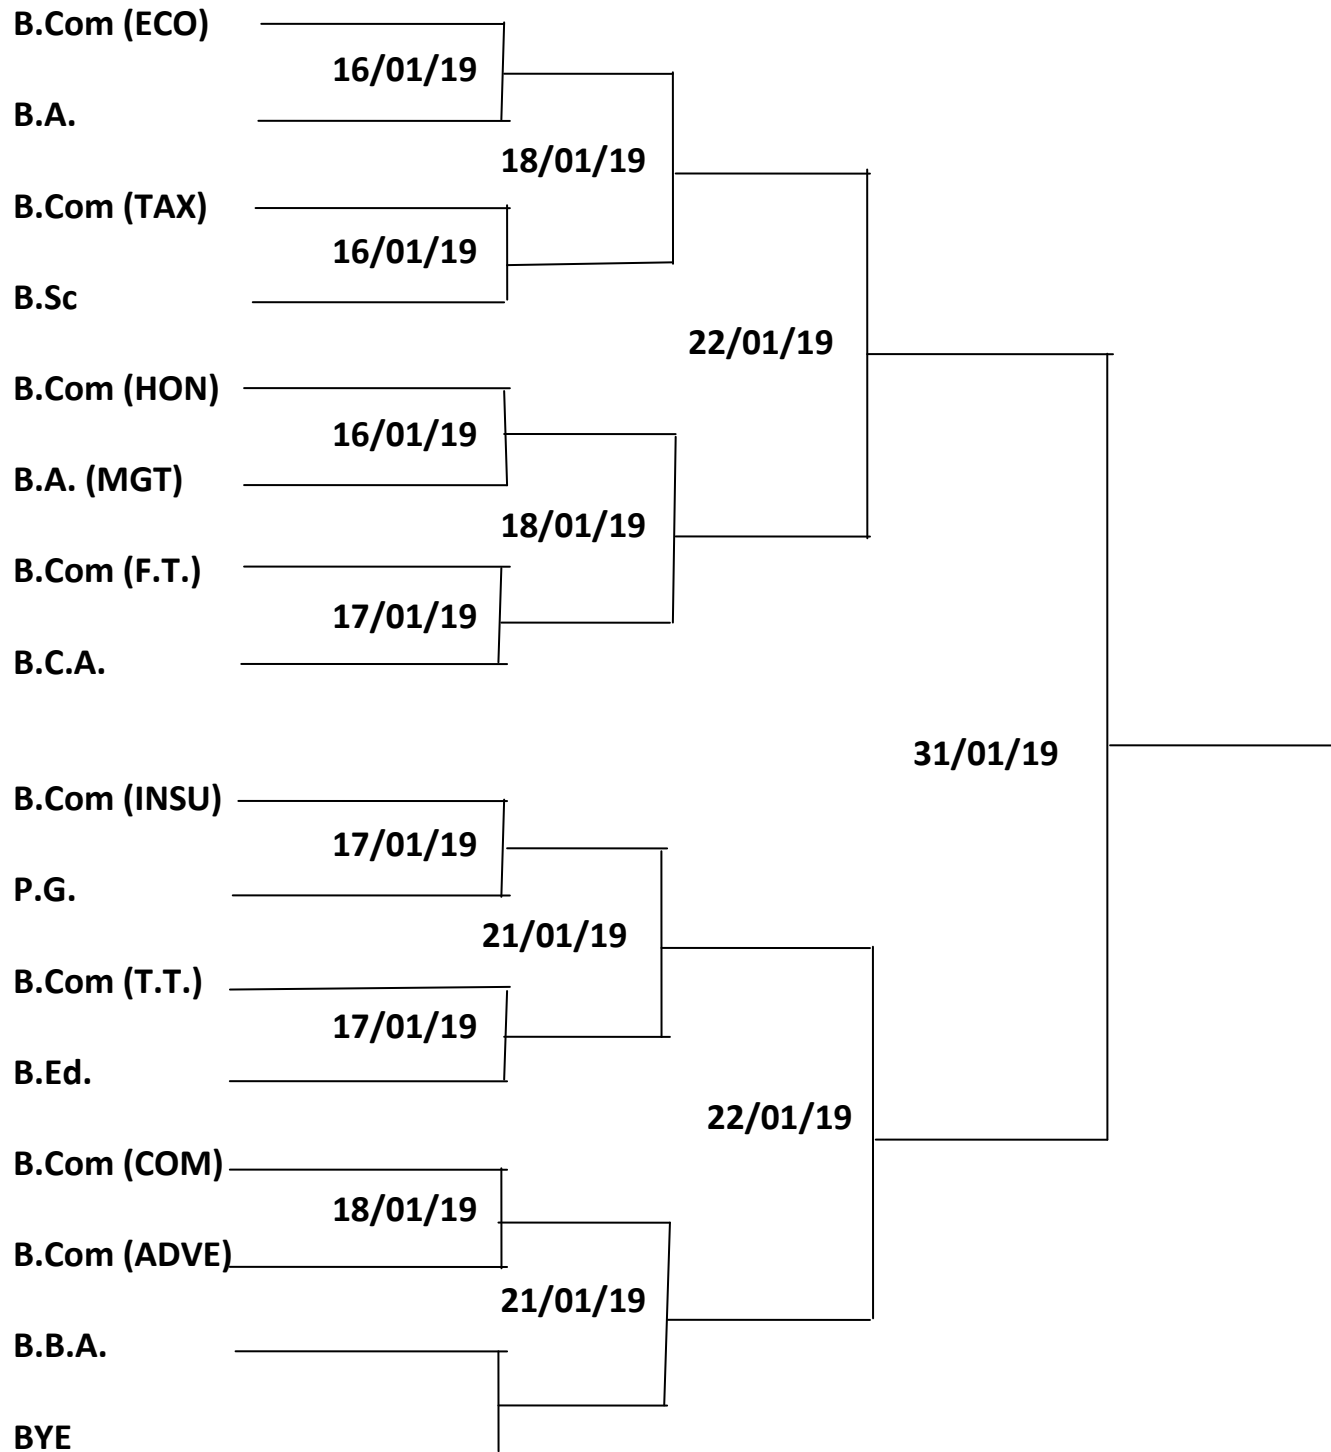 B.Com (ECO)
16/01/19
B.A.
18/01/19
B.Com (TAX)
16/01/19
B.Sc
22/01/19
B.Com (HON)
16/01/19
B.A. (MGT)
18/01/19
B.Com (F.T.)
17/01/19
B.C.A.
31/01/19
B.Com (INSU)
17/01/19
P.G.
21/01/19
B.Com (T.T.)
17/01/19
B.Ed.
22/01/19
B.Com (COM)
18/01/19
B.Com (ADVE)
21/01/19
B.B.A.
BYE